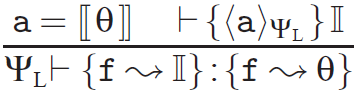 a = ⟦θ⟧ ⊢ {⟨a⟩_{Ψ_L}} 𝕀
Ψ_L ⊢ {f ⇝ 𝕀} : {f ⇝ θ}